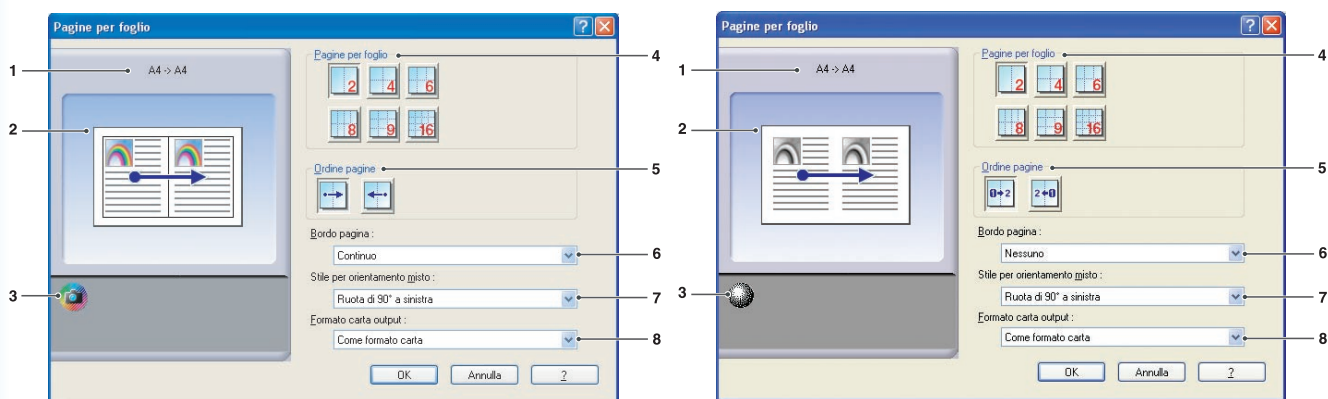 Pagine per foglio
1
A4 -> A4
2
3
Pagine per foglio
4
2 4 6
8 9 16
Ordine pagine
5
Bordo pagina :
Continuo
6
Stile per orientamento misto :
Ruota di 90° a sinistra
7
Formato carta output :
Come formato carta
8
OK Annulla ?
Pagine per foglio
1
A4 -> A4
2
3
Pagine per foglio
4
2 4 6
8 9 16
Ordine pagine
5
1→2 2←1
Bordo pagina :
Nessuno
6
Stile per orientamento misto :
Ruota di 90° a sinistra
7
Formato carta output :
Come formato carta
8
OK Annulla ?